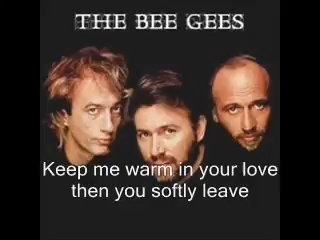 THE BEE GEES
Keep me warm in your love
then you softly leave